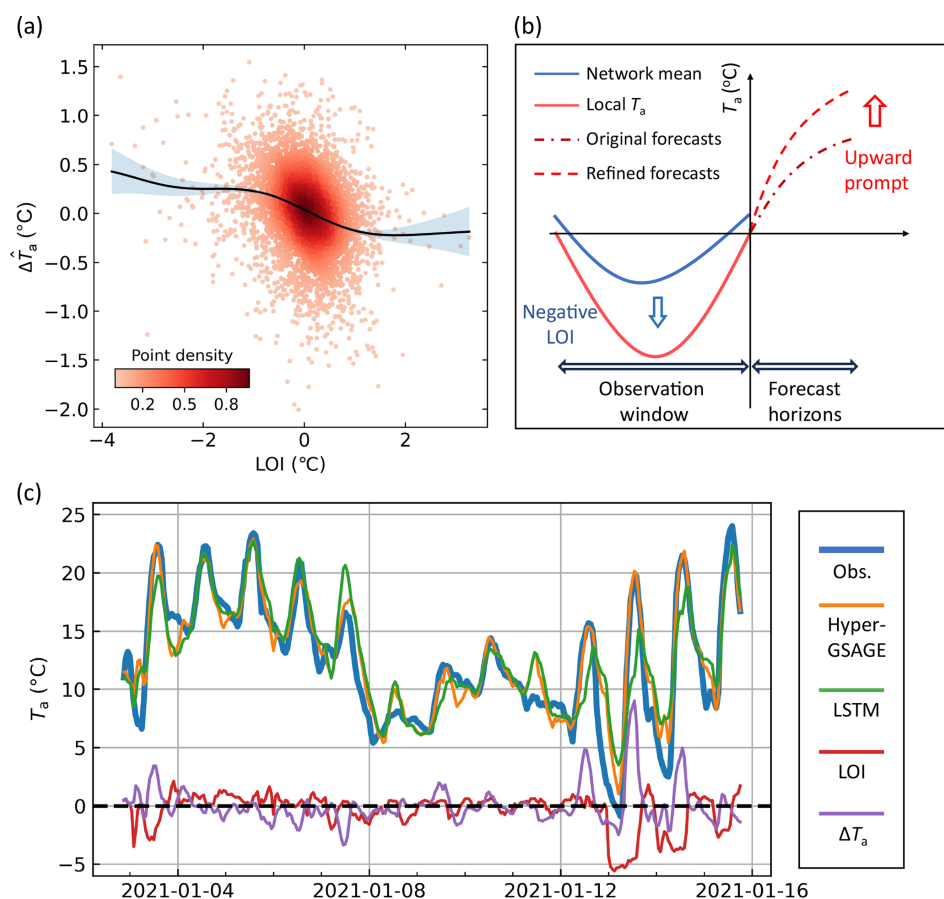 (a)
1.5
1.0
0.5
0.0
−0.5
−1.0
−1.5
−2.0
ΔT̂a (°C)
Point density
0.2 0.5 0.8
−4 −2 0 2
LOI (°C)
(b)
Network mean
Local Ta
Original forecasts
Refined forecasts
Ta (°C)
Upward
prompt
Negative
LOI
Observation
window
Forecast
horizons
(c)
25
20
15
10
5
0
−5
Ta (°C)
2021-01-04 2021-01-08 2021-01-12 2021-01-16
Obs.
Hyper-
GSAGE
LSTM
LOI
ΔTa